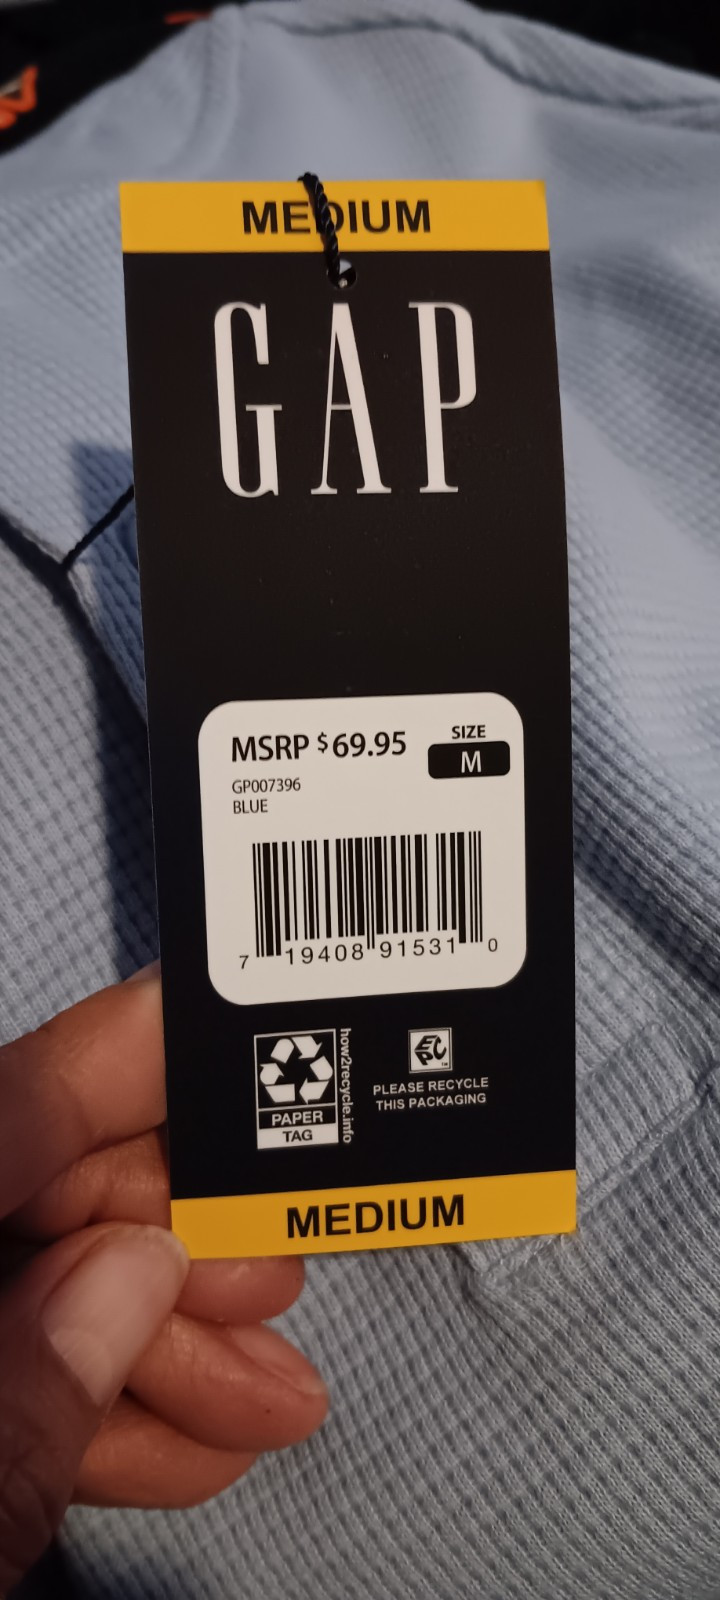 MEDIUM
GAP
MSRP $69.95
SIZE
M
GP007396
BLUE
7 19408 91531 0
PAPER
TAG
how2recycle.info
EPC
PLEASE RECYCLE
THIS PACKAGING
MEDIUM